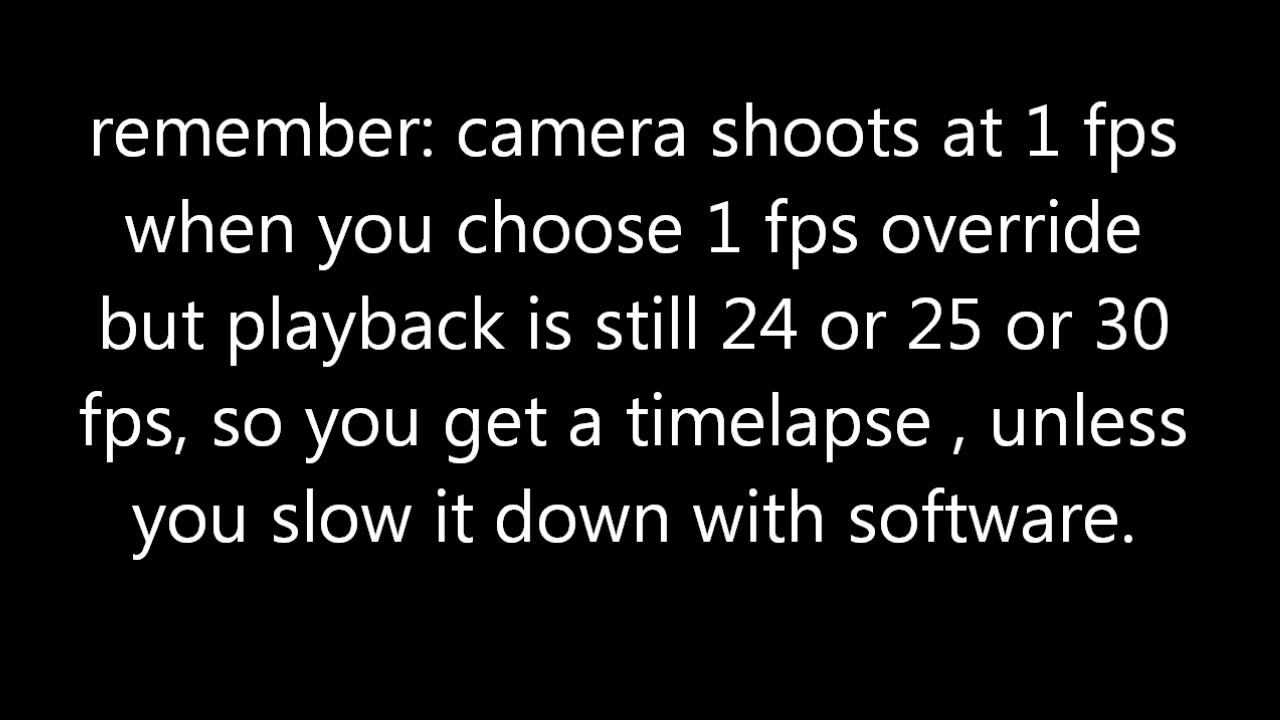 remember: camera shoots at 1 fps
when you choose 1 fps override
but playback is still 24 or 25 or 30
fps, so you get a timelapse , unless
you slow it down with software.